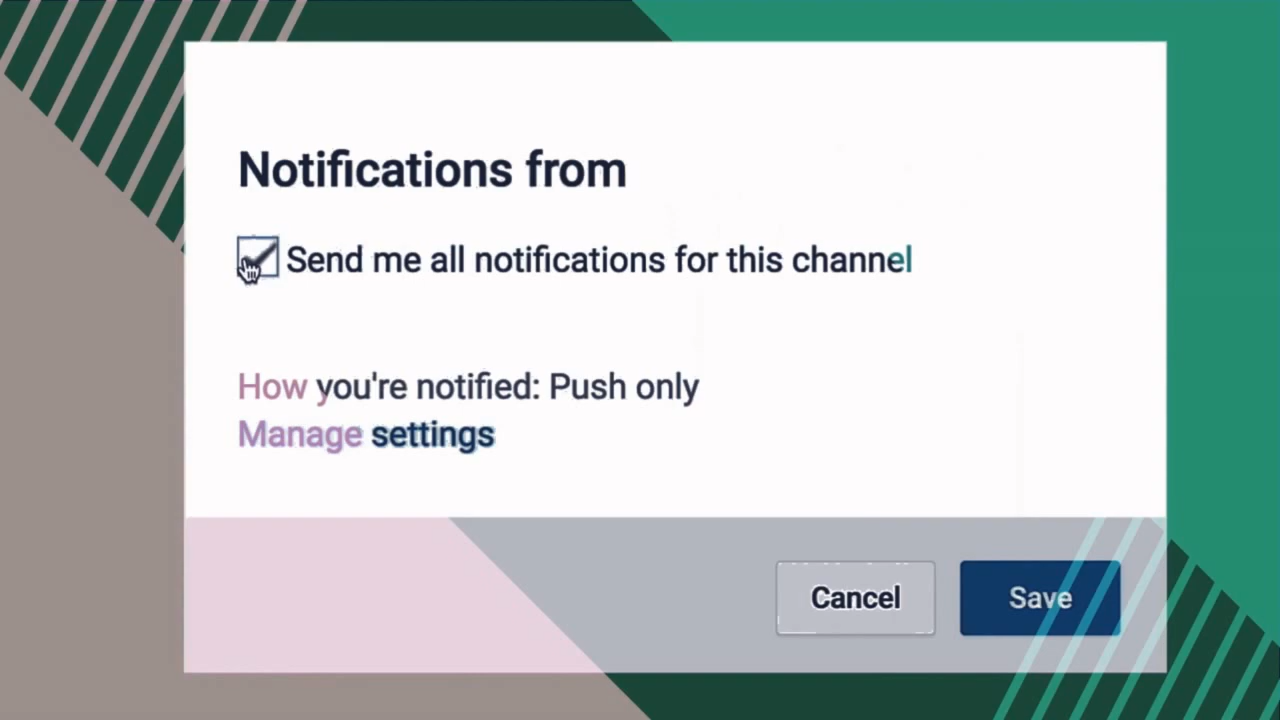 Notifications from
Send me all notifications for this channel
How you're notified: Push only
Manage settings
Cancel
Save